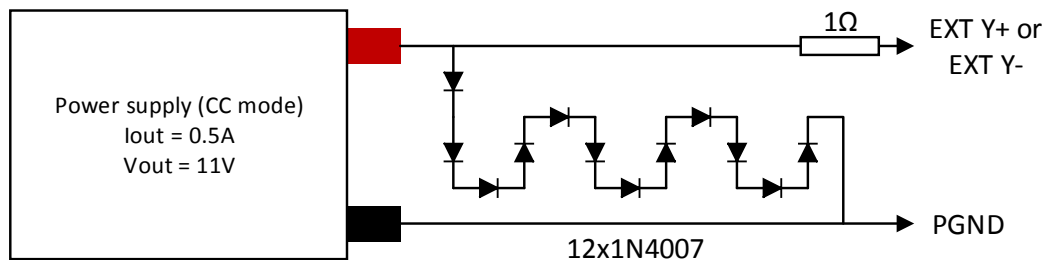 Power supply (CC mode)
Iout = 0.5A
Vout = 11V
1Ω
EXT Y+ or
EXT Y-
PGND
12x1N4007